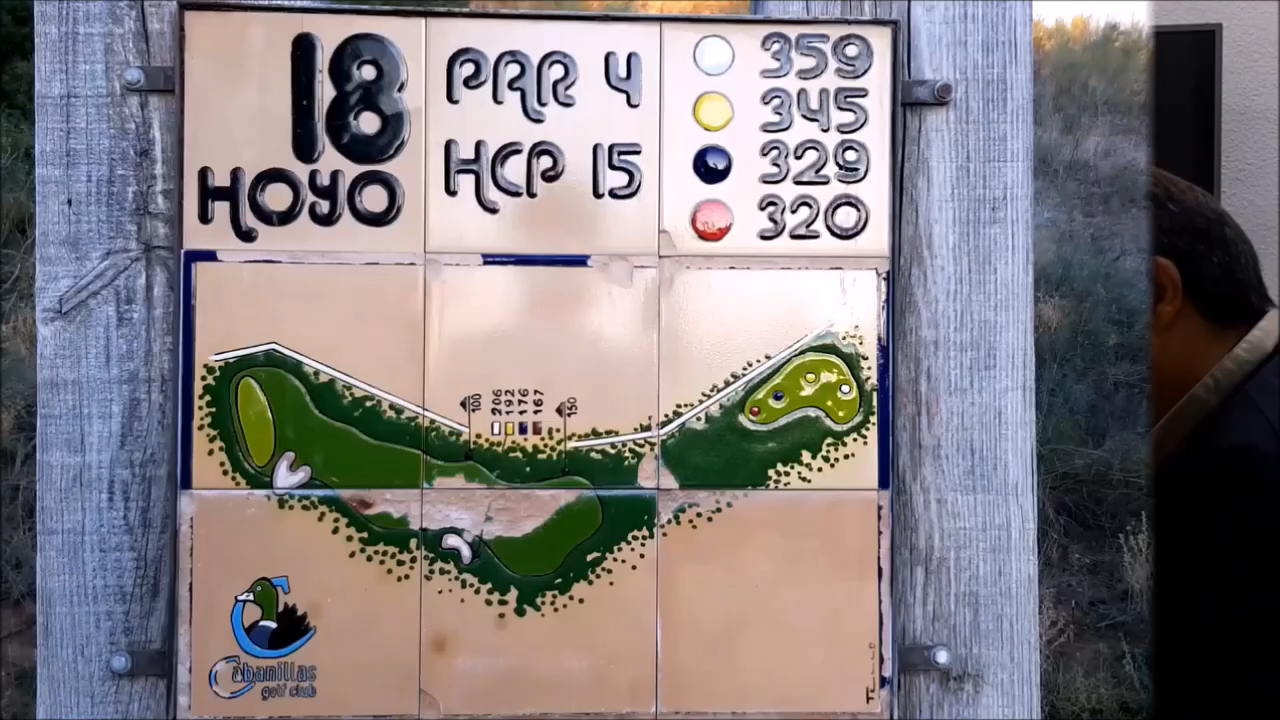 18
HOYO
PAR 4
HCP 15
359
345
329
320
100
206
192
176
167
150
Cabanillas
golf club